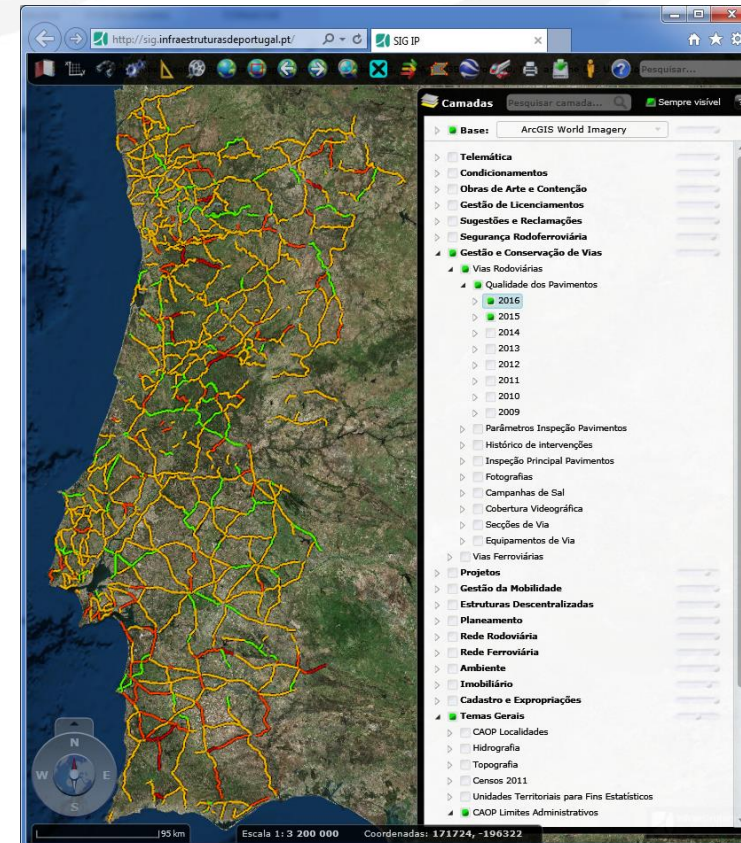 http://sig.infraestruturasdeportugal.pt/
SIG IP
Pesquisar...
Camadas
Pesquisar camada...
Sempre visível
Base:
ArcGIS World Imagery
Telemática
Condicionamentos
Obras de Arte e Contenção
Gestão de Licenciamentos
Sugestões e Reclamações
Segurança Rodoferroviária
Gestão e Conservação de Vias
Vias Rodoviárias
Qualidade dos Pavimentos
2016
2015
2014
2013
2012
2011
2010
2009
Parâmetros Inspeção Pavimentos
Histórico de intervenções
Inspeção Principal Pavimentos
Fotografias
Campanhas de Sal
Cobertura Videográfica
Secções de Via
Equipamentos de Via
Vias Ferroviárias
Projetos
Gestão da Mobilidade
Estruturas Descentralizadas
Planeamento
Rede Rodoviária
Rede Ferroviária
Ambiente
Imobiliário
Cadastro e Expropriações
Temas Gerais
CAOP Localidades
Hidrografia
Topografia
Censos 2011
Unidades Territoriais para Fins Estatísticos
CAOP Limites Administrativos
N
W E
S
95 km
Escala 1: 3 200 000
Coordenadas: 171724, -196322